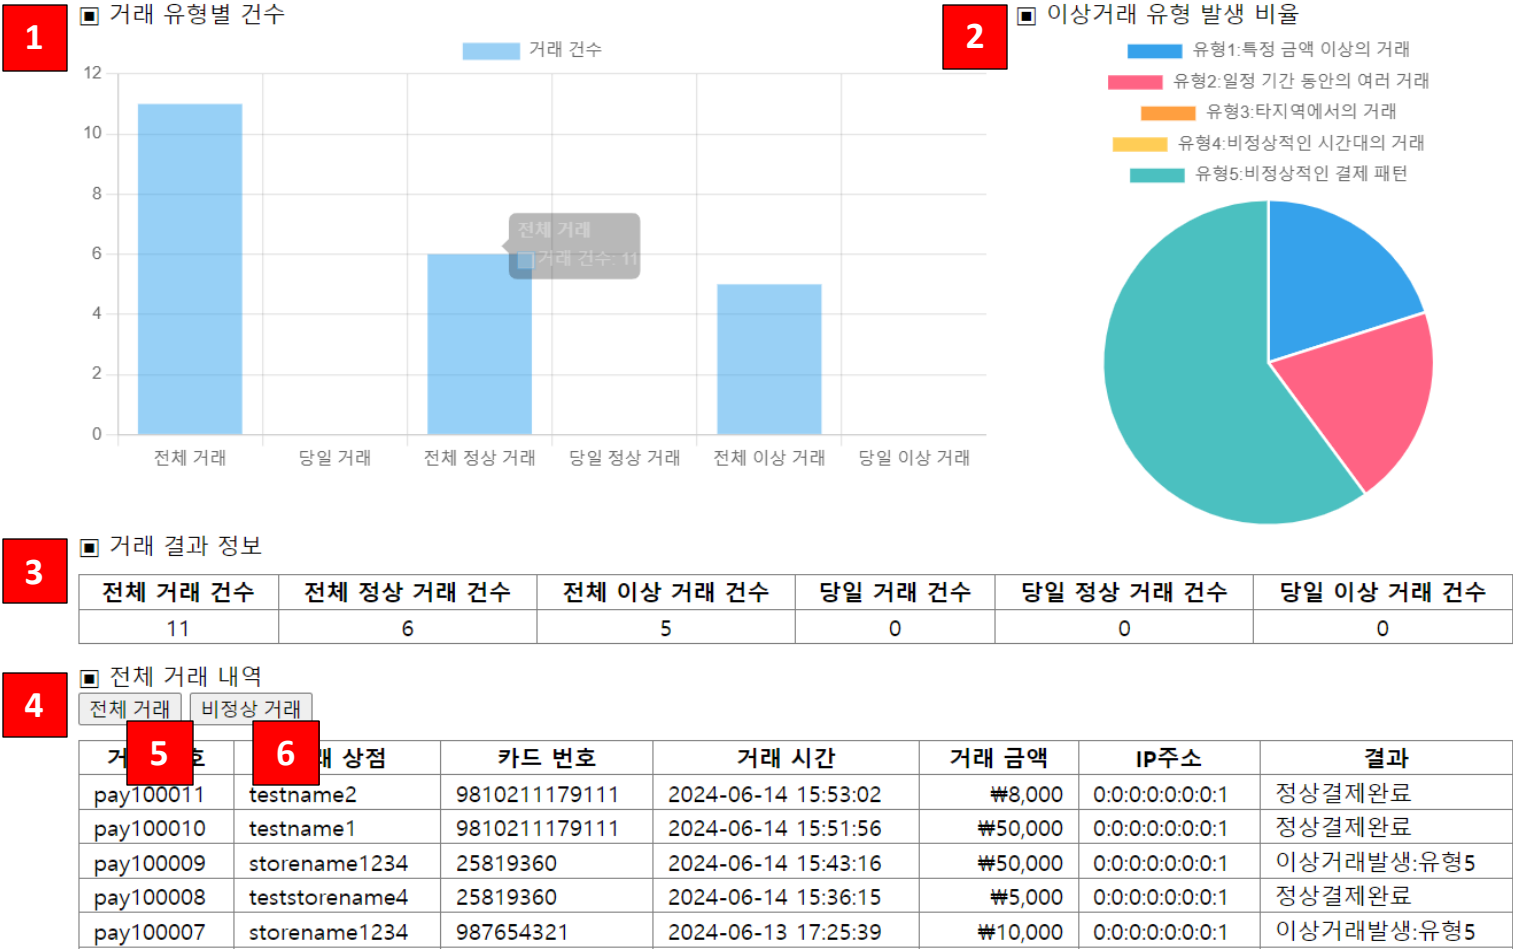 1
▣ 거래 유형별 건수
거래 건수
12
10
8
6
4
2
0
전체 거래
거래 건수: 11
전체 거래 당일 거래 전체 정상 거래 당일 정상 거래 전체 이상 거래 당일 이상 거래
2
▣ 이상거래 유형 발생 비율
유형1:특정 금액 이상의 거래
유형2:일정 기간 동안의 여러 거래
유형3:타지역에서의 거래
유형4:비정상적인 시간대의 거래
유형5:비정상적인 결제 패턴
3
▣ 거래 결과 정보
전체 거래 건수 전체 정상 거래 건수 전체 이상 거래 건수 당일 거래 건수 당일 정상 거래 건수 당일 이상 거래 건수
11 6 5 0 0 0
4
▣ 전체 거래 내역
전체 거래 비정상 거래
5 6
상점 카드 번호 거래 시간 거래 금액 IP주소 결과
pay100011 testname2 9810211179111 2024-06-14 15:53:02 ₩8,000 0:0:0:0:0:0:0:1 정상결제완료
pay100010 testname1 9810211179111 2024-06-14 15:51:56 ₩50,000 0:0:0:0:0:0:0:1 정상결제완료
pay100009 storename1234 25819360 2024-06-14 15:43:16 ₩50,000 0:0:0:0:0:0:0:1 이상거래발생:유형5
pay100008 teststorename4 25819360 2024-06-14 15:36:15 ₩5,000 0:0:0:0:0:0:0:1 정상결제완료
pay100007 storename1234 987654321 2024-06-13 17:25:39 ₩10,000 0:0:0:0:0:0:0:1 이상거래발생:유형5